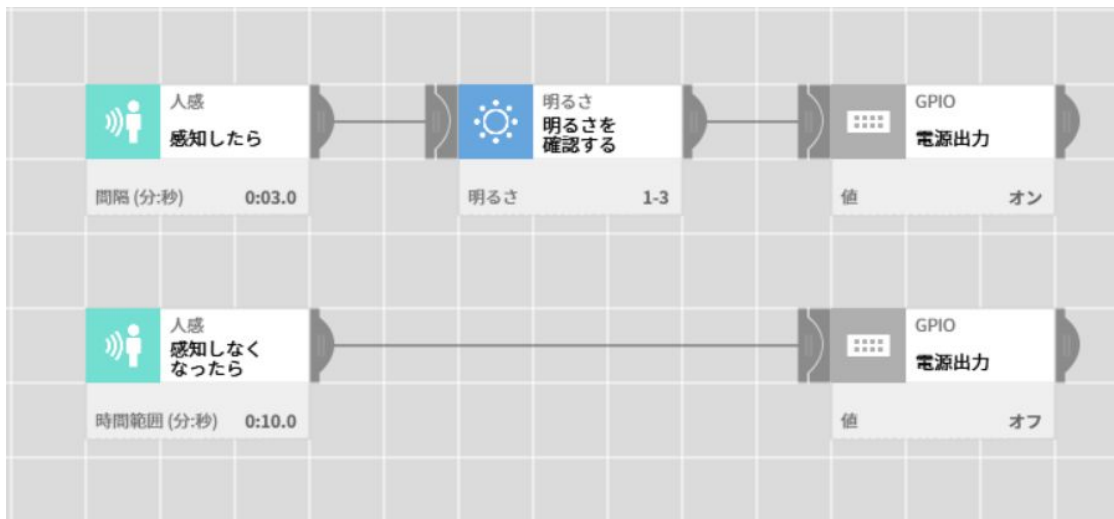 人感
感知したら
間隔 (分:秒) 0:03.0
明るさ
明るさを
確認する
明るさ 1-3
GPIO
電源出力
値 オン
人感
感知しなく
なったら
時間範囲 (分:秒) 0:10.0
GPIO
電源出力
値 オフ